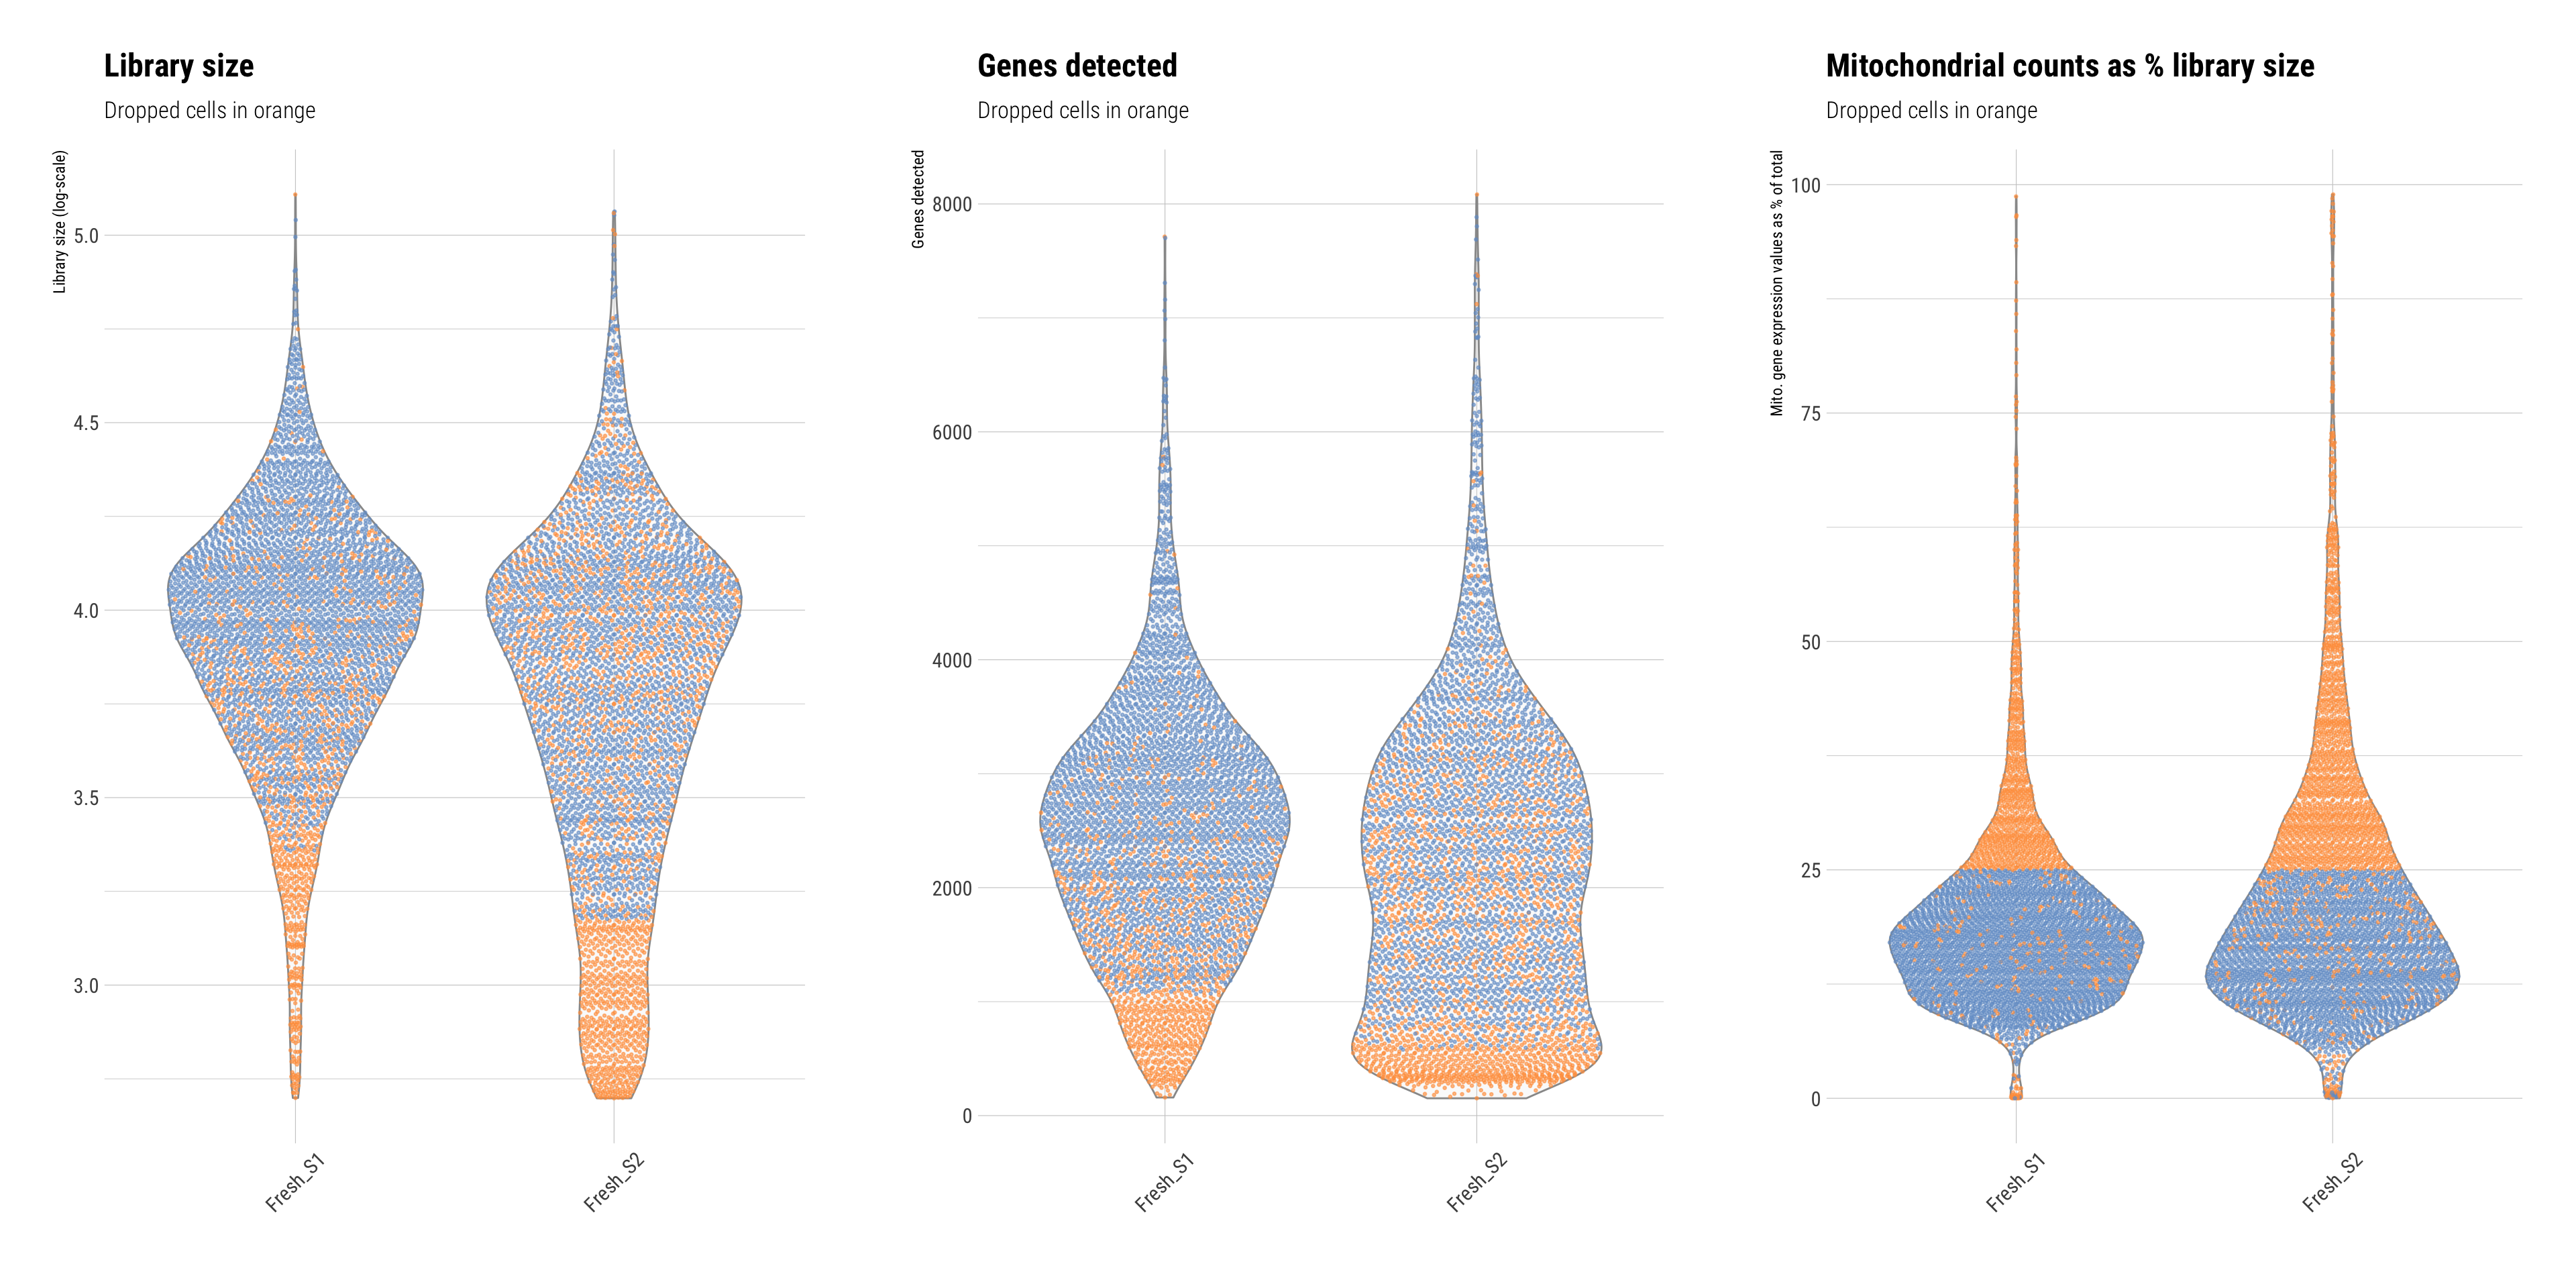 Library size
Dropped cells in orange
Library size (log-scale)
5.0
4.5
4.0
3.5
3.0
Fresh_S1
Fresh_S2
Genes detected
Dropped cells in orange
Genes detected
8000
6000
4000
2000
0
Fresh_S1
Fresh_S2
Mitochondrial counts as % library size
Dropped cells in orange
Mito. gene expression values as % of total
100
75
50
25
0
Fresh_S1
Fresh_S2